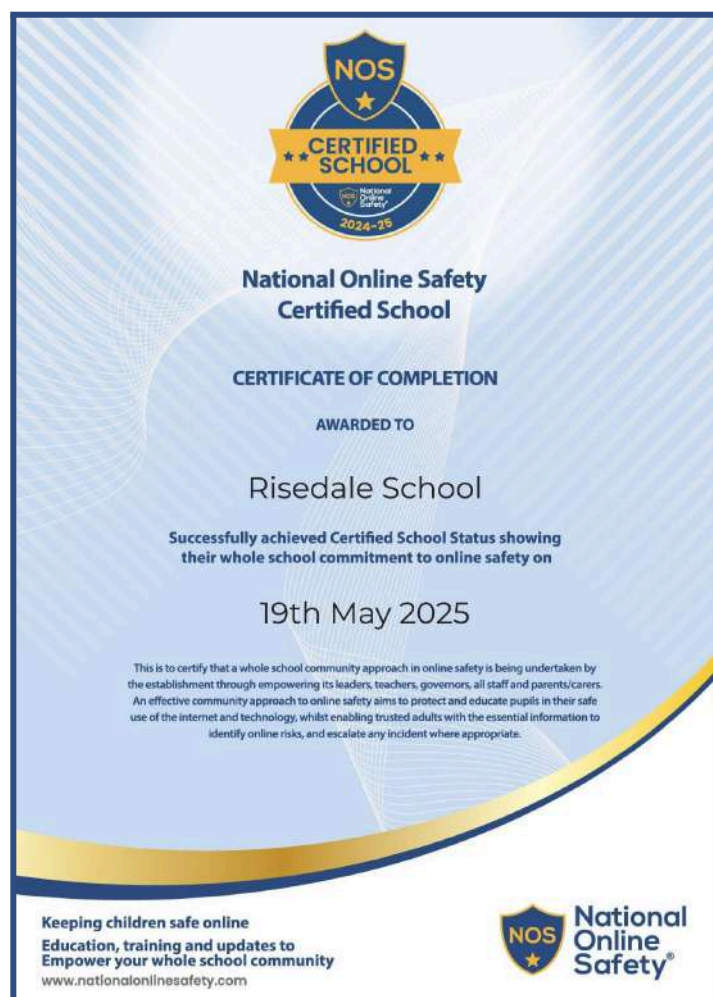 NOS
CERTIFIED
SCHOOL
NOS National
Online
Safety®
2024-25
National Online Safety
Certified School
CERTIFICATE OF COMPLETION
AWARDED TO
Risedale School
Successfully achieved Certified School Status showing
their whole school commitment to online safety on
19th May 2025
This is to certify that a whole school community approach in online safety is being undertaken by
the establishment through empowering its leaders, teachers, governors, all staff and parents/carers.
An effective community approach to online safety aims to protect and educate pupils in their safe
use of the internet and technology, whilst enabling trusted adults with the essential information to
identify online risks, and escalate any incident where appropriate.
Keeping children safe online
Education, training and updates to
Empower your whole school community
www.nationalonlinesafety.com
NOS
National
Online
Safety®